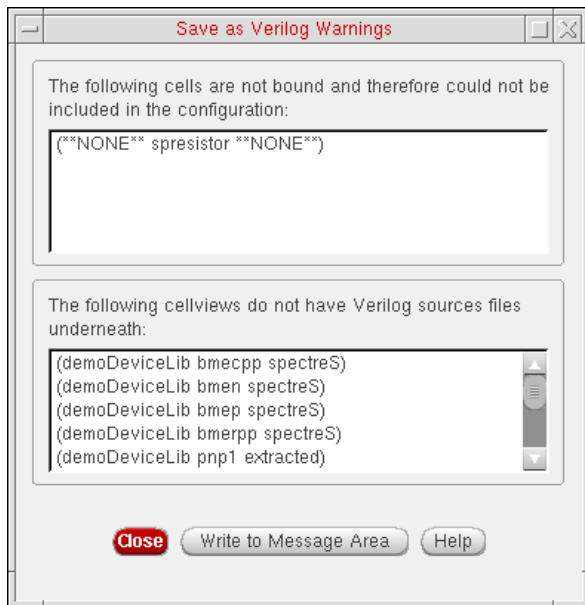 Save as Verilog Warnings
The following cells are not bound and therefore could not be
included in the configuration:
(**NONE** spresistor **NONE**)
The following cellviews do not have Verilog sources files
underneath:
(demoDeviceLib bmecpp spectreS)
(demoDeviceLib bmen spectreS)
(demoDeviceLib bmep spectreS)
(demoDeviceLib bmerpp spectreS)
(demoDeviceLib pnp1 extracted)
Close Write to Message Area Help